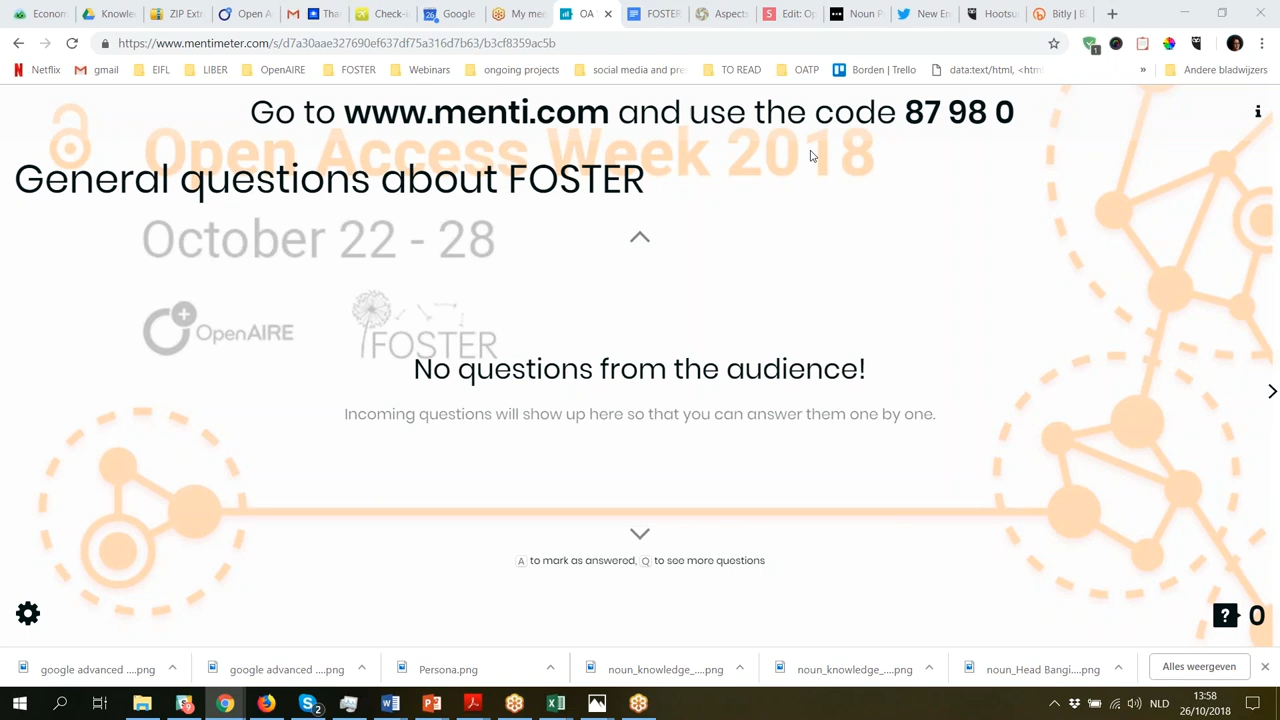 Econom
Knowle
ZIP Ext
Open A
Tha
Check-i
Google
My mee
OA
FOSTER
Aspects
Edit: Op
Noun P
New En
Hootsu
Bitly | B
https://www.mentimeter.com/s/d7a30aae327690ef637df75a316d7b63/b3cf8359ac5b
Netflix
gmail
EIFL
LIBER
OpenAIRE
FOSTER
Webinars
ongoing projects
social media and pre
TO READ
OATP
Borden | Trello
data:text/html, <htm
»
Andere bladwijzers
Go to www.menti.com and use the code 87 98 0
Open Access Week 2018
General questions about FOSTER
October 22 - 28
OpenAIRE
FOSTER
No questions from the audience!
Incoming questions will show up here so that you can answer them one by one.
A to mark as answered, Q to see more questions
? 0
google advanced ....png
google advanced ....png
Persona.png
noun_knowledge_....png
noun_knowledge_....png
noun_Head Bangi....png
Alles weergeven
NLD
13:58
26/10/2018